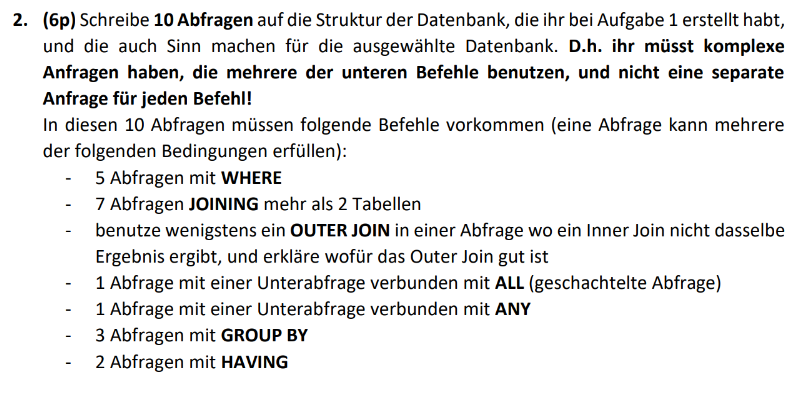 2. (6p) Schreibe 10 Abfragen auf die Struktur der Datenbank, die ihr bei Aufgabe 1 erstellt habt,
und die auch Sinn machen für die ausgewählte Datenbank. D.h. ihr müsst komplexe
Anfragen haben, die mehrere der unteren Befehle benutzen, und nicht eine separate
Anfrage für jeden Befehl!
In diesen 10 Abfragen müssen folgende Befehle vorkommen (eine Abfrage kann mehrere
der folgenden Bedingungen erfüllen):
- 5 Abfragen mit WHERE
- 7 Abfragen JOINING mehr als 2 Tabellen
- benutze wenigstens ein OUTER JOIN in einer Abfrage wo ein Inner Join nicht dasselbe
Ergebnis ergibt, und erkläre wofür das Outer Join gut ist
- 1 Abfrage mit einer Unterabfrage verbunden mit ALL (geschachtelte Abfrage)
- 1 Abfrage mit einer Unterabfrage verbunden mit ANY
- 3 Abfragen mit GROUP BY
- 2 Abfragen mit HAVING